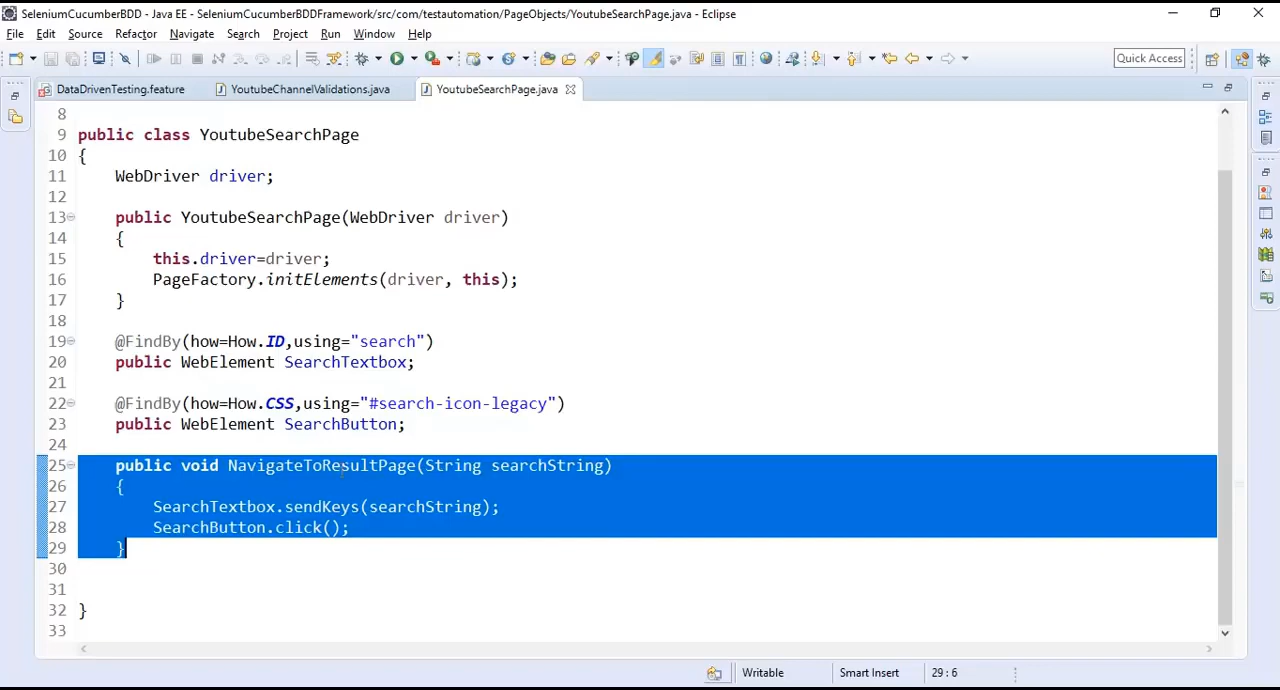 SeleniumCucumberBDD - Java EE - SeleniumCucumberBDDFramework/src/com/testautomation/PageObjects/YoutubeSearchPage.java - Eclipse
File Edit Source Refactor Navigate Search Project Run Window Help
Quick Access
DataDrivenTesting.feature YoutubeChannelValidations.java YoutubeSearchPage.java
8
9 public class YoutubeSearchPage
10 {
11 WebDriver driver;
12
13 public YoutubeSearchPage(WebDriver driver)
14 {
15 this.driver=driver;
16 PageFactory.initElements(driver, this);
17 }
18
19 @FindBy(how=How.ID,using="search")
20 public WebElement SearchTextbox;
21
22 @FindBy(how=How.CSS,using="#search-icon-legacy")
23 public WebElement SearchButton;
24
25 public void NavigateToResultPage(String searchString)
26 {
27 SearchTextbox.sendKeys(searchString);
28 SearchButton.click();
29 }
30
31
32 }
33
Writable Smart Insert 29 : 6